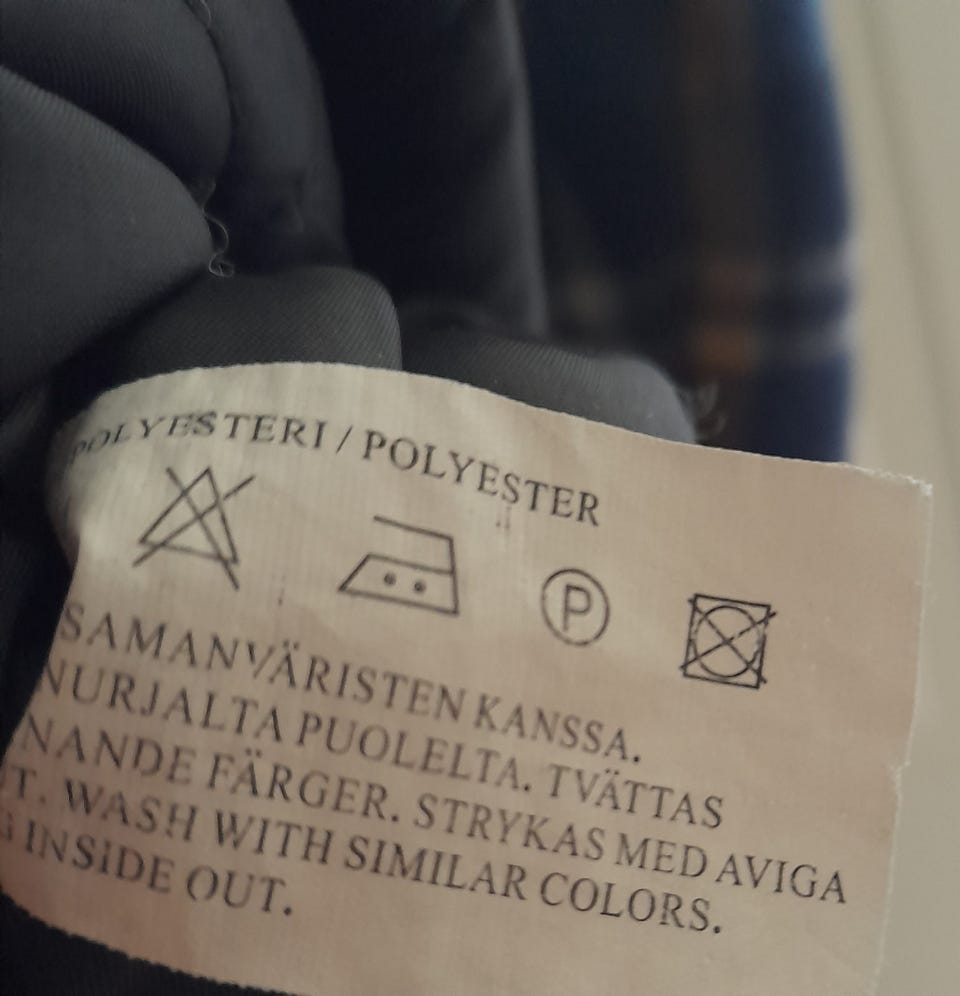 POLYESTERI / POLYESTER
P
SAMANVÄRISTEN KANSSA.
NURJALTA PUOLELTA. TVÄTTAS
NANDE FÄRGER. STRYKAS MED AVIGA
T. WASH WITH SIMILAR COLORS.
G INSIDE OUT.